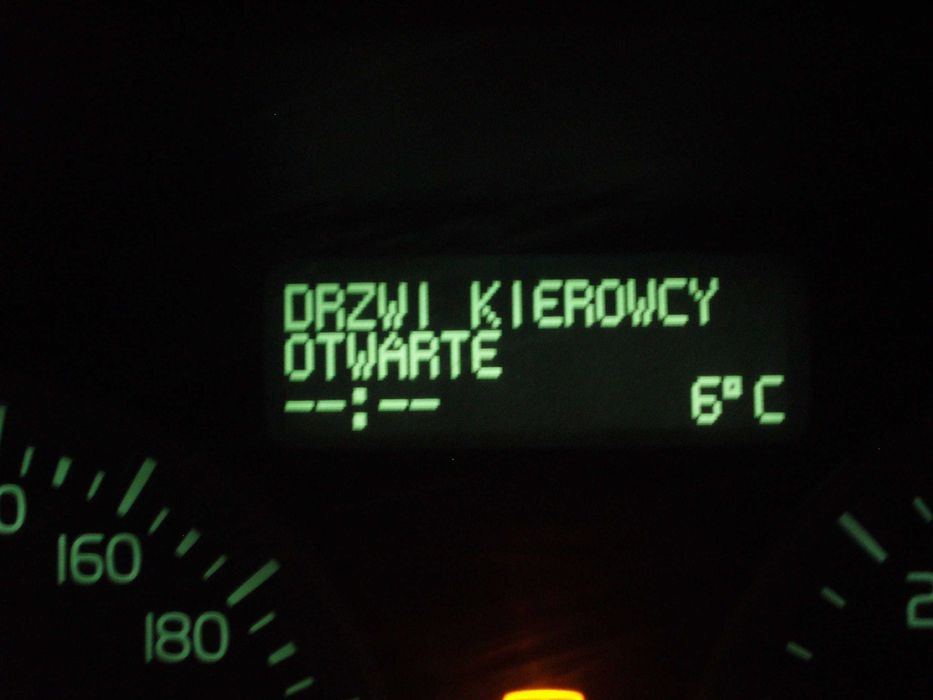 DRZWI KIEROWCY
OTWARTE
--:-- 6°C
160
180